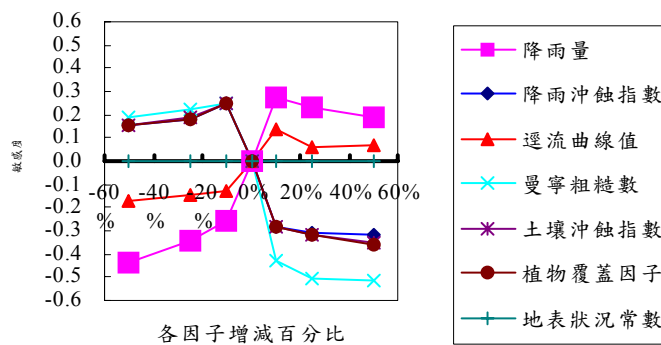 0.6
0.5
0.4
0.3
0.2
0.1
0.0
-0.1
-0.2
-0.3
-0.4
-0.5
-0.6
敏感度
-60%
-40%
-20%
0%
20%
40%
60%
各因子增減百分比
降雨量
降雨沖蝕指數
逕流曲線值
曼寧粗糙數
土壤沖蝕指數
植物覆蓋因子
地表狀況常數